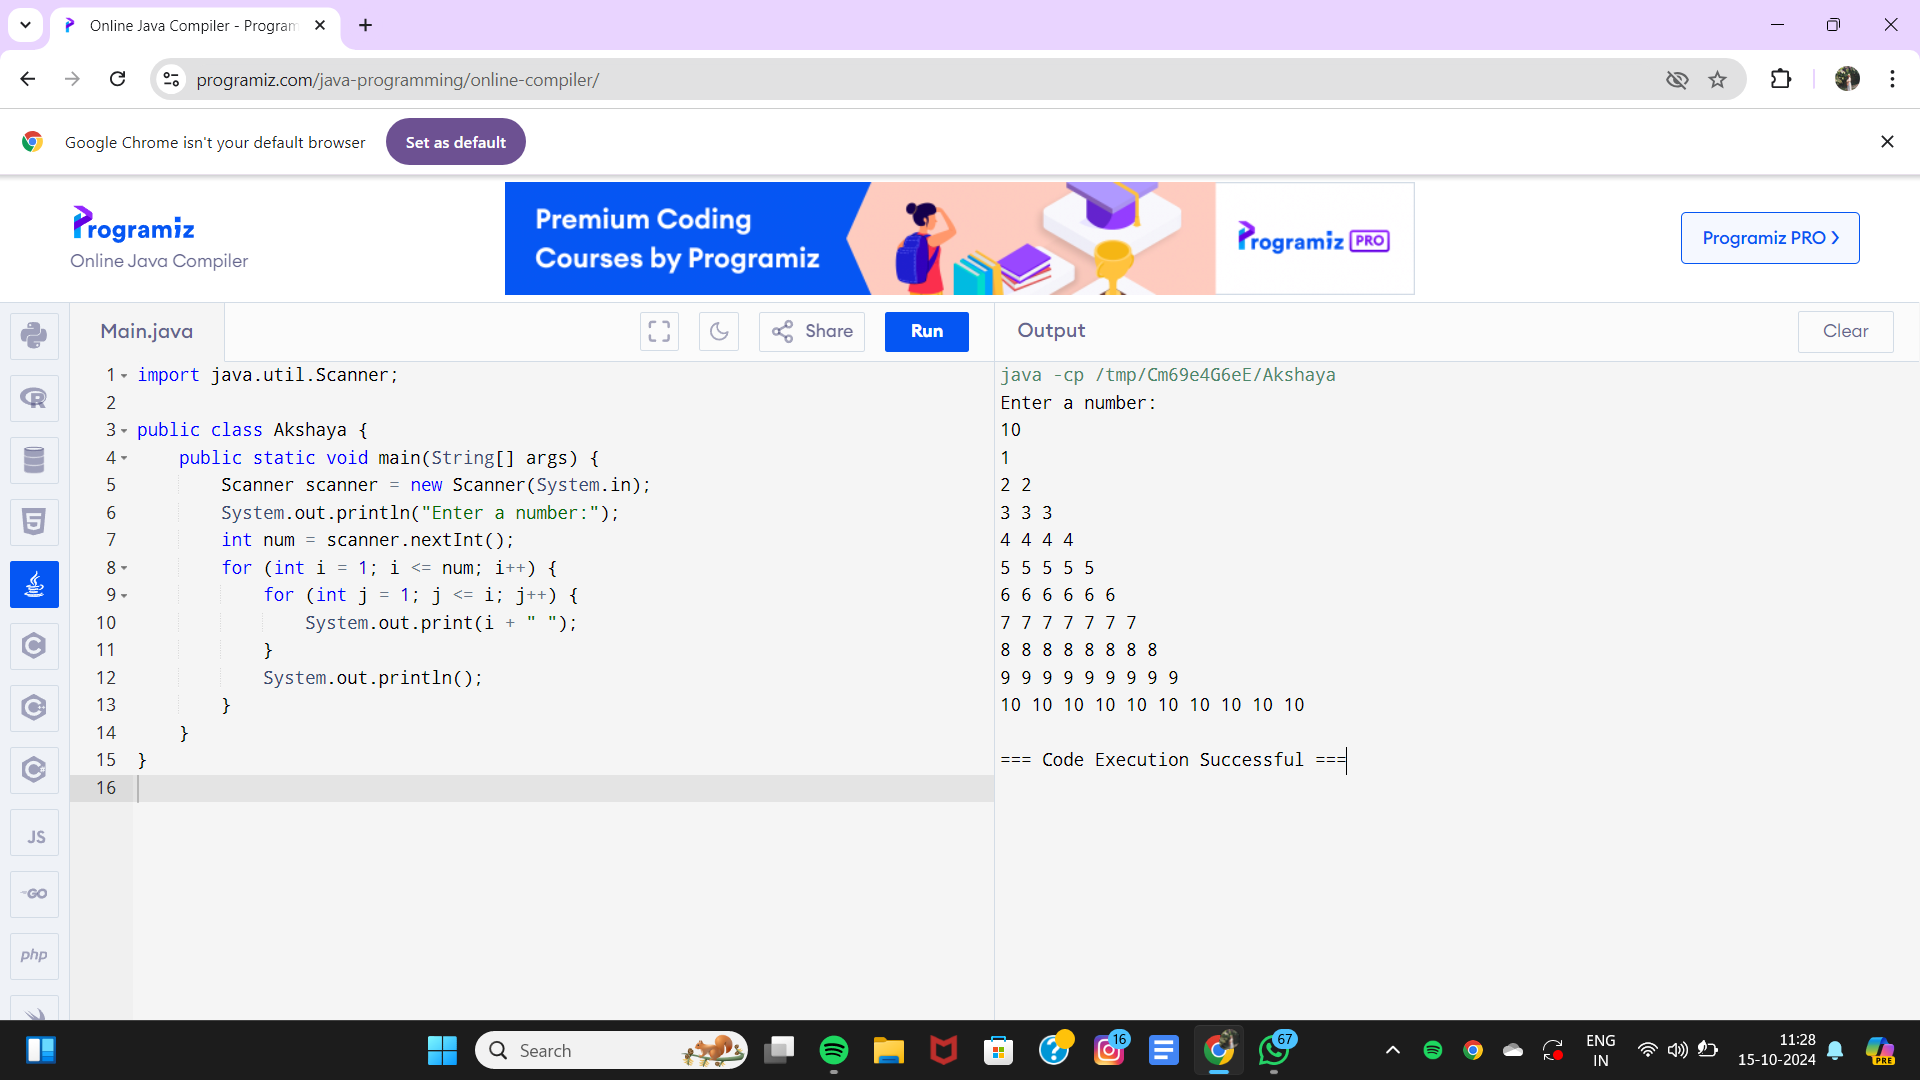 Online Java Compiler - Program
programiz.com/java-programming/online-compiler/
Google Chrome isn't your default browser
Set as default
Programiz
Online Java Compiler
Premium Coding
Courses by Programiz
Programiz PRO
Programiz PRO
Main.java
Share
Run
Output
Clear
1 import java.util.Scanner;
2
3 public class Akshaya {
4     public static void main(String[] args) {
5         Scanner scanner = new Scanner(System.in);
6         System.out.println("Enter a number:");
7         int num = scanner.nextInt();
8         for (int i = 1; i <= num; i++) {
9             for (int j = 1; j <= i; j++) {
10                 System.out.print(i + " ");
11             }
12             System.out.println();
13         }
14     }
15 }
16
java -cp /tmp/Cm69e4G6eE/Akshaya
Enter a number:
10
1
2 2
3 3 3
4 4 4 4
5 5 5 5 5
6 6 6 6 6 6
7 7 7 7 7 7 7
8 8 8 8 8 8 8 8
9 9 9 9 9 9 9 9 9
10 10 10 10 10 10 10 10 10 10
=== Code Execution Successful ===
R
5
C
C
C
JS
GO
php
Search
16
67
ENG
IN
11:28
15-10-2024
PRE